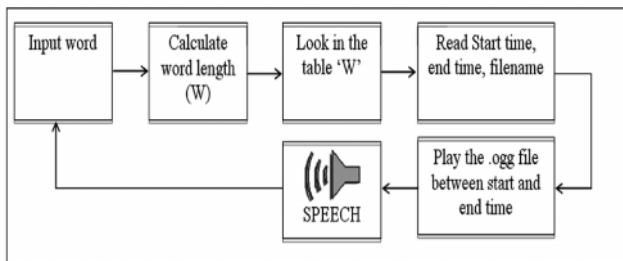 Input word
Calculate
word length
(W)
Look in the
table ‘W’
Read Start time,
end time, filename
Play the .ogg file
between start and
end time
SPEECH